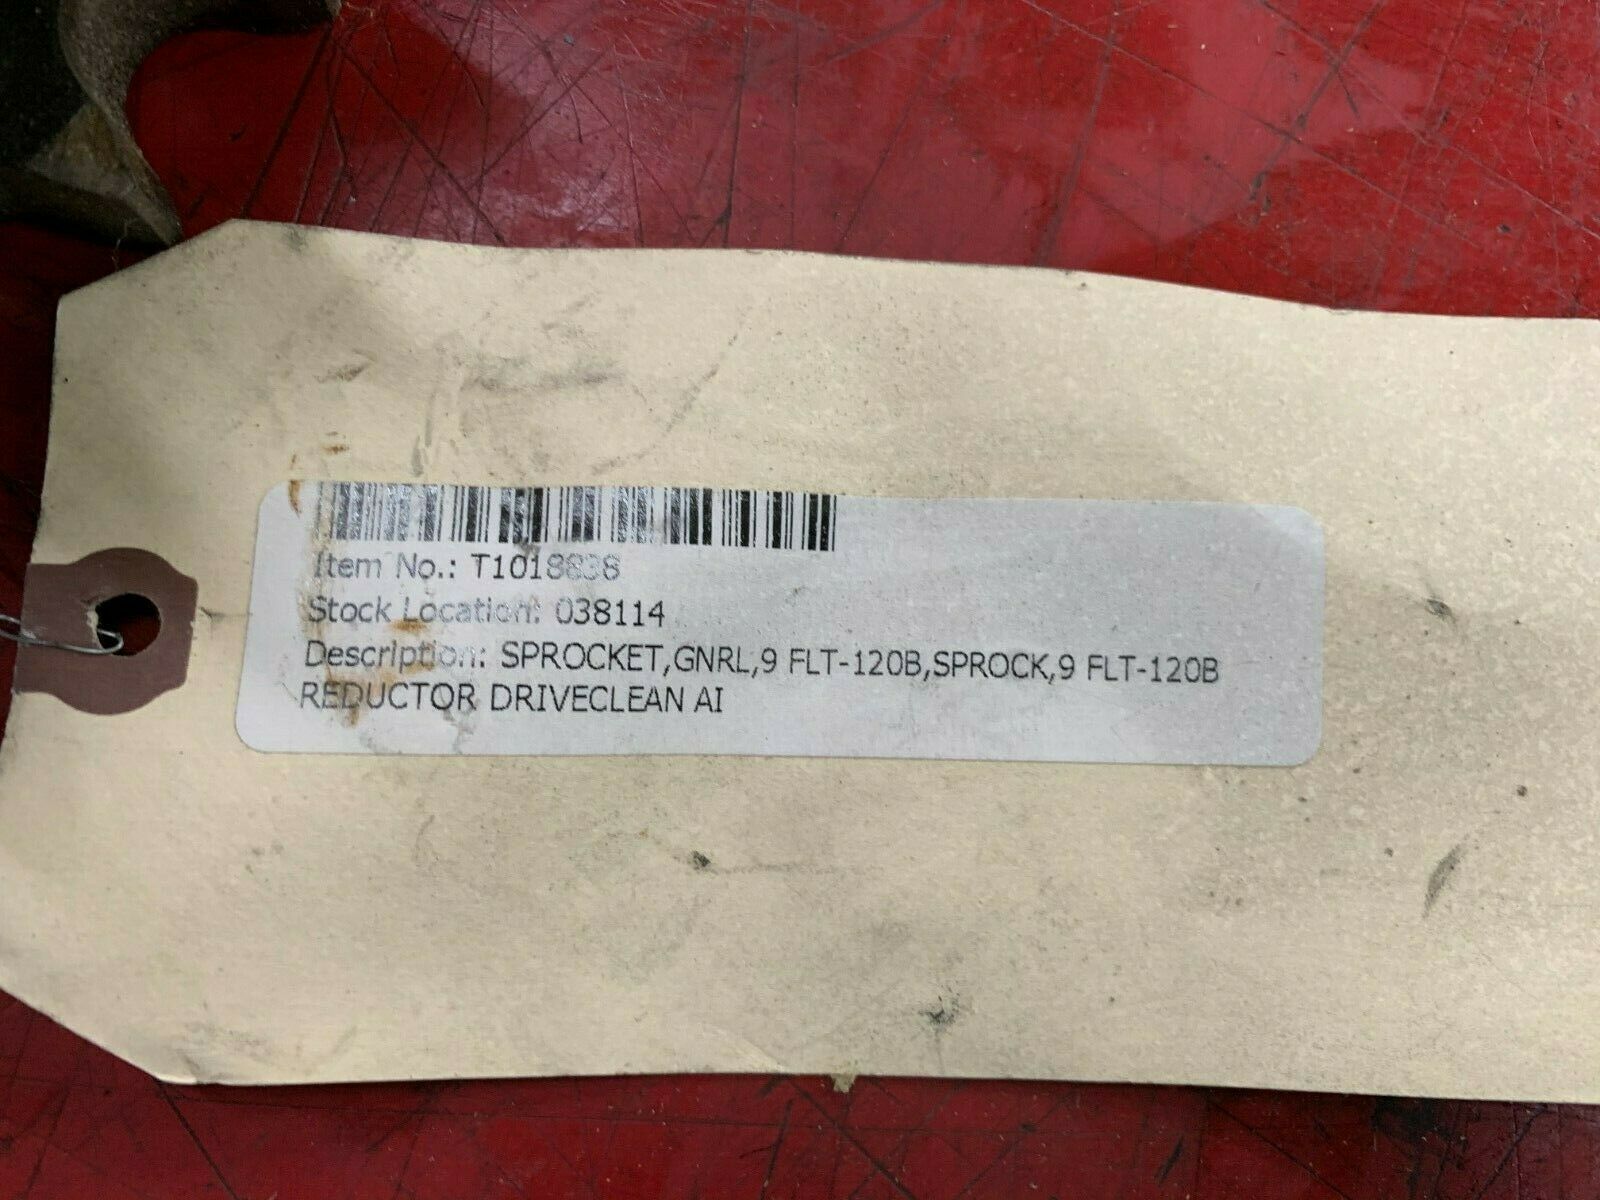 Item No.: T1018838
Stock Location: 038114
Description: SPROCKET,GNRL,9 FLT-120B,SPROCK,9 FLT-120B
REDUCTOR DRIVECLEAN AI